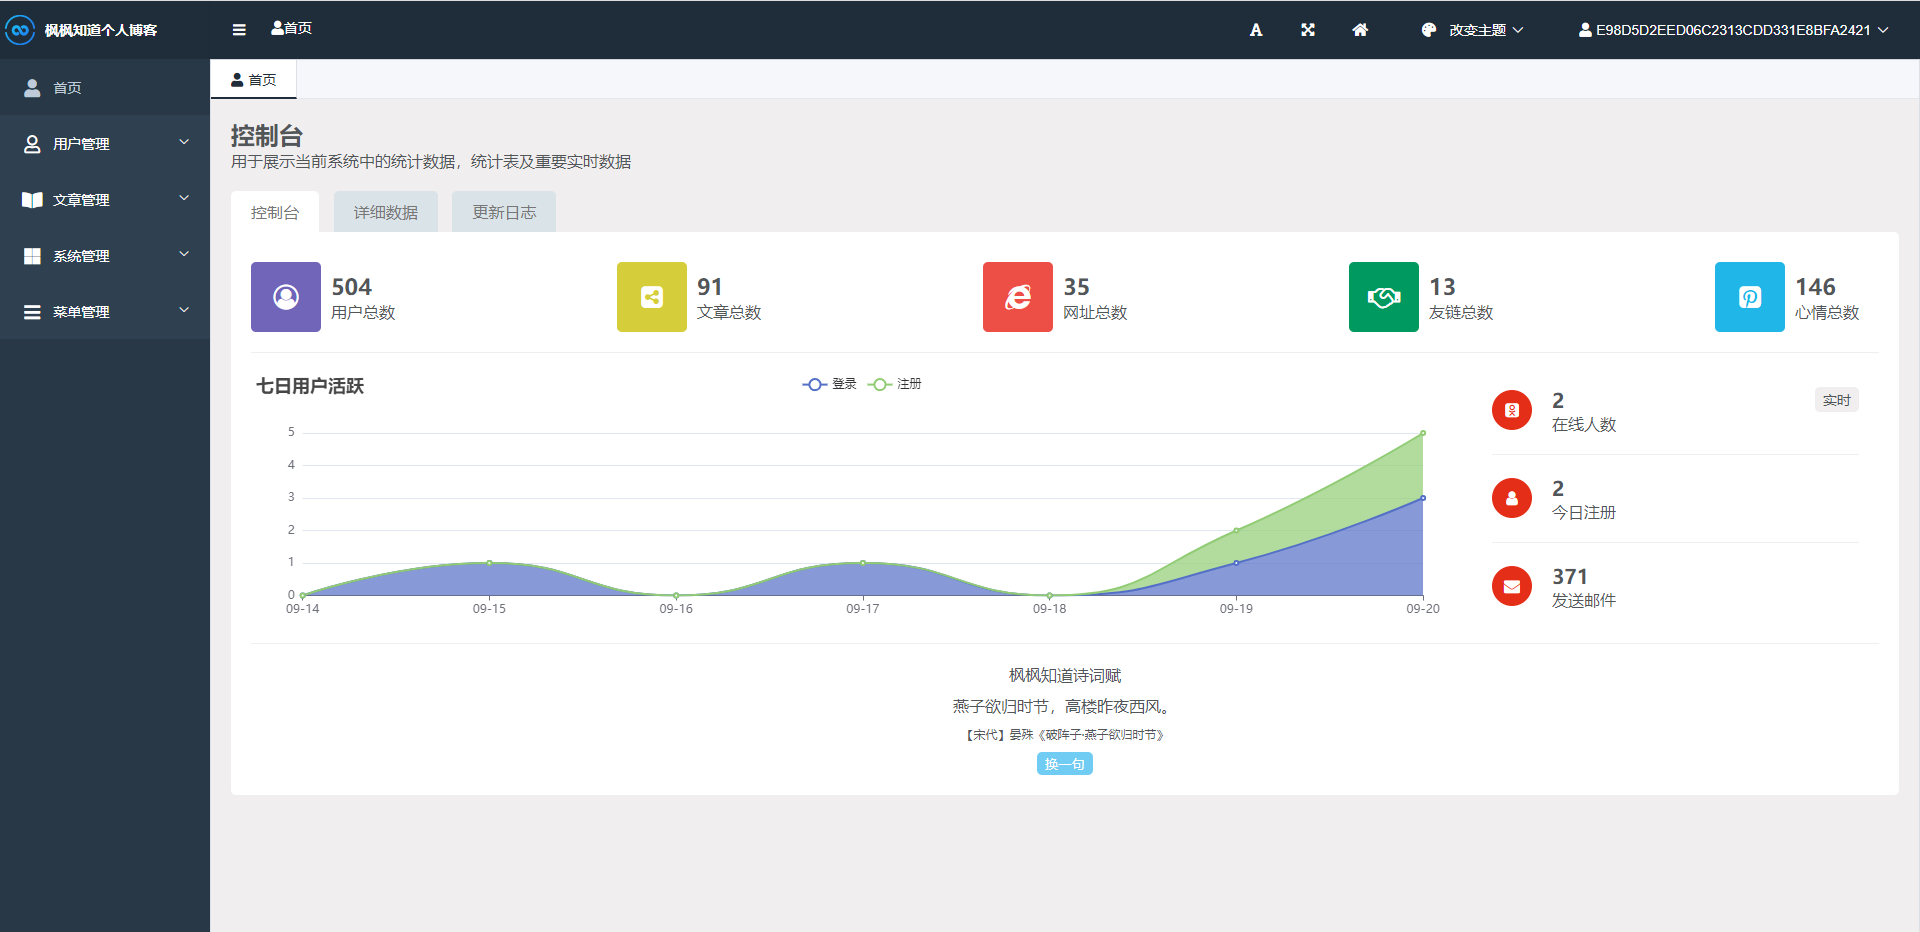 枫枫知道个人博客
首页
改变主题
E98D5D2EED06C2313CDD331E8BFA2421
首页
用户管理
文章管理
系统管理
菜单管理
首页
控制台
用于展示当前系统中的统计数据，统计表及重要实时数据
控制台
详细数据
更新日志
504
用户总数
91
文章总数
35
网址总数
13
友链总数
146
心情总数
七日用户活跃
登录
注册
5
4
3
2
1
0
09-14
09-15
09-16
09-17
09-18
09-19
09-20
2
在线人数
实时
2
今日注册
371
发送邮件
枫枫知道诗词赋
燕子欲归时节，高楼昨夜西风。
【宋代】晏殊《破阵子·燕子欲归时节》
换一句